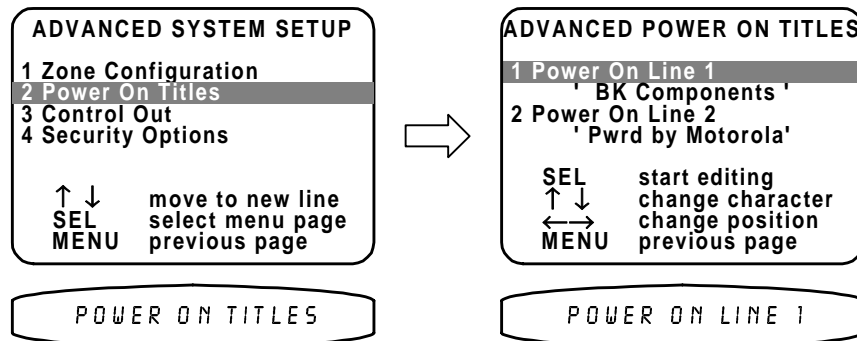 ADVANCED SYSTEM SETUP
1 Zone Configuration
2 Power On Titles
3 Control Out
4 Security Options
↑ ↓ move to new line
SEL select menu page
MENU previous page
POWER ON TITLES
ADVANCED POWER ON TITLES
1 Power On Line 1
' BK Components '
2 Power On Line 2
' Pwrd by Motorola'
SEL start editing
↑ ↓ change character
←→ change position
MENU previous page
POWER ON LINE 1